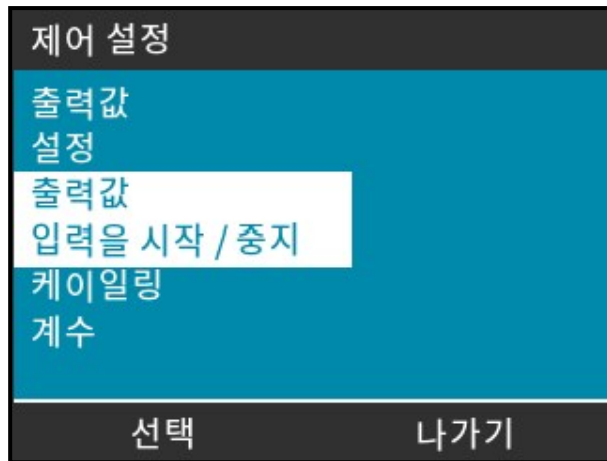 제어 설정
출력값
설정
출력값
입력을 시작 / 중지
케이일링
계수
선택 나가기